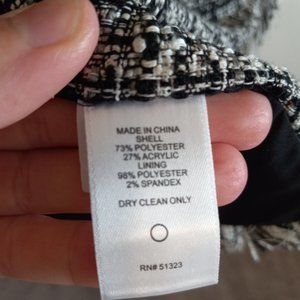 MADE IN CHINA
SHELL
73% POLYESTER
27% ACRYLIC
LINING
98% POLYESTER
2% SPANDEX
DRY CLEAN ONLY
RN# 51323